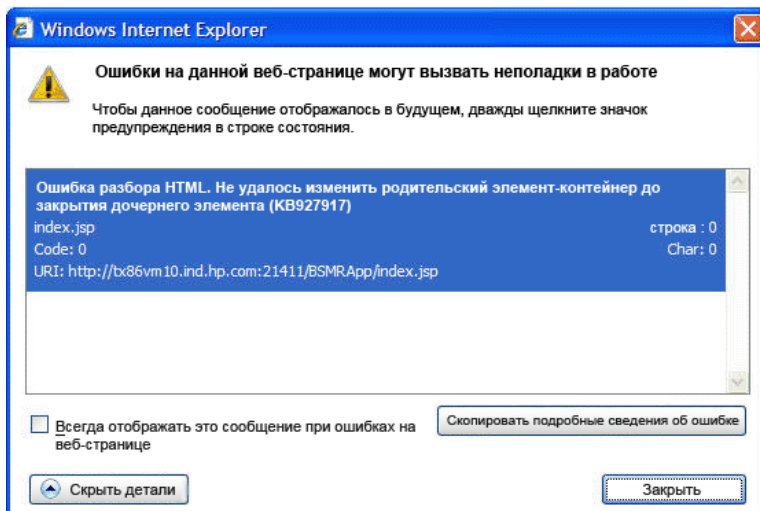 Windows Internet Explorer
Ошибки на данной веб-странице могут вызвать неполадки в работе
Чтобы данное сообщение отображалось в будущем, дважды щелкните значок
предупреждения в строке состояния.
Ошибка разбора HTML. Не удалось изменить родительский элемент-контейнер до
закрытия дочернего элемента (KB927917)
index.jsp строка : 0
Code: 0 Char: 0
URI: http://tx86vm10.ind.hp.com:21411/BSMRApp/index.jsp
Всегда отображать это сообщение при ошибках на
веб-странице
Скопировать подробные сведения об ошибке
Скрыть детали
Закрыть